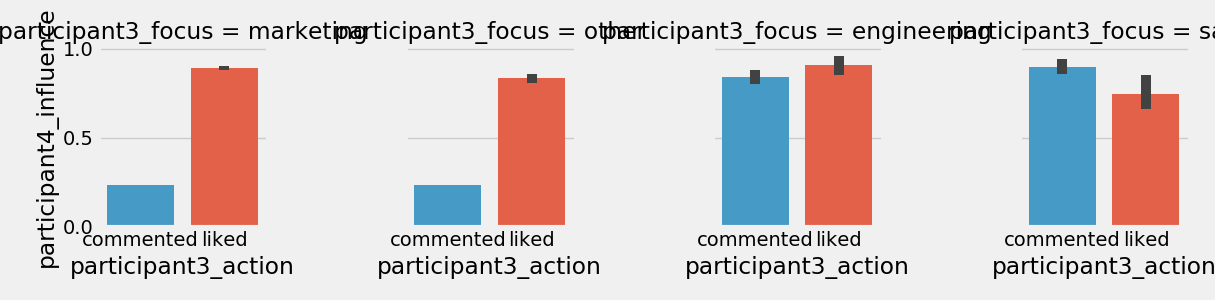 participant3_focus = marketing
participant3_focus = other
participant3_focus = engineering
participant3_focus =
participant4_influence
1.0
0.5
0.0
commented liked
commented liked
commented liked
commented liked
participant3_action
participant3_action
participant3_action
participant3_action